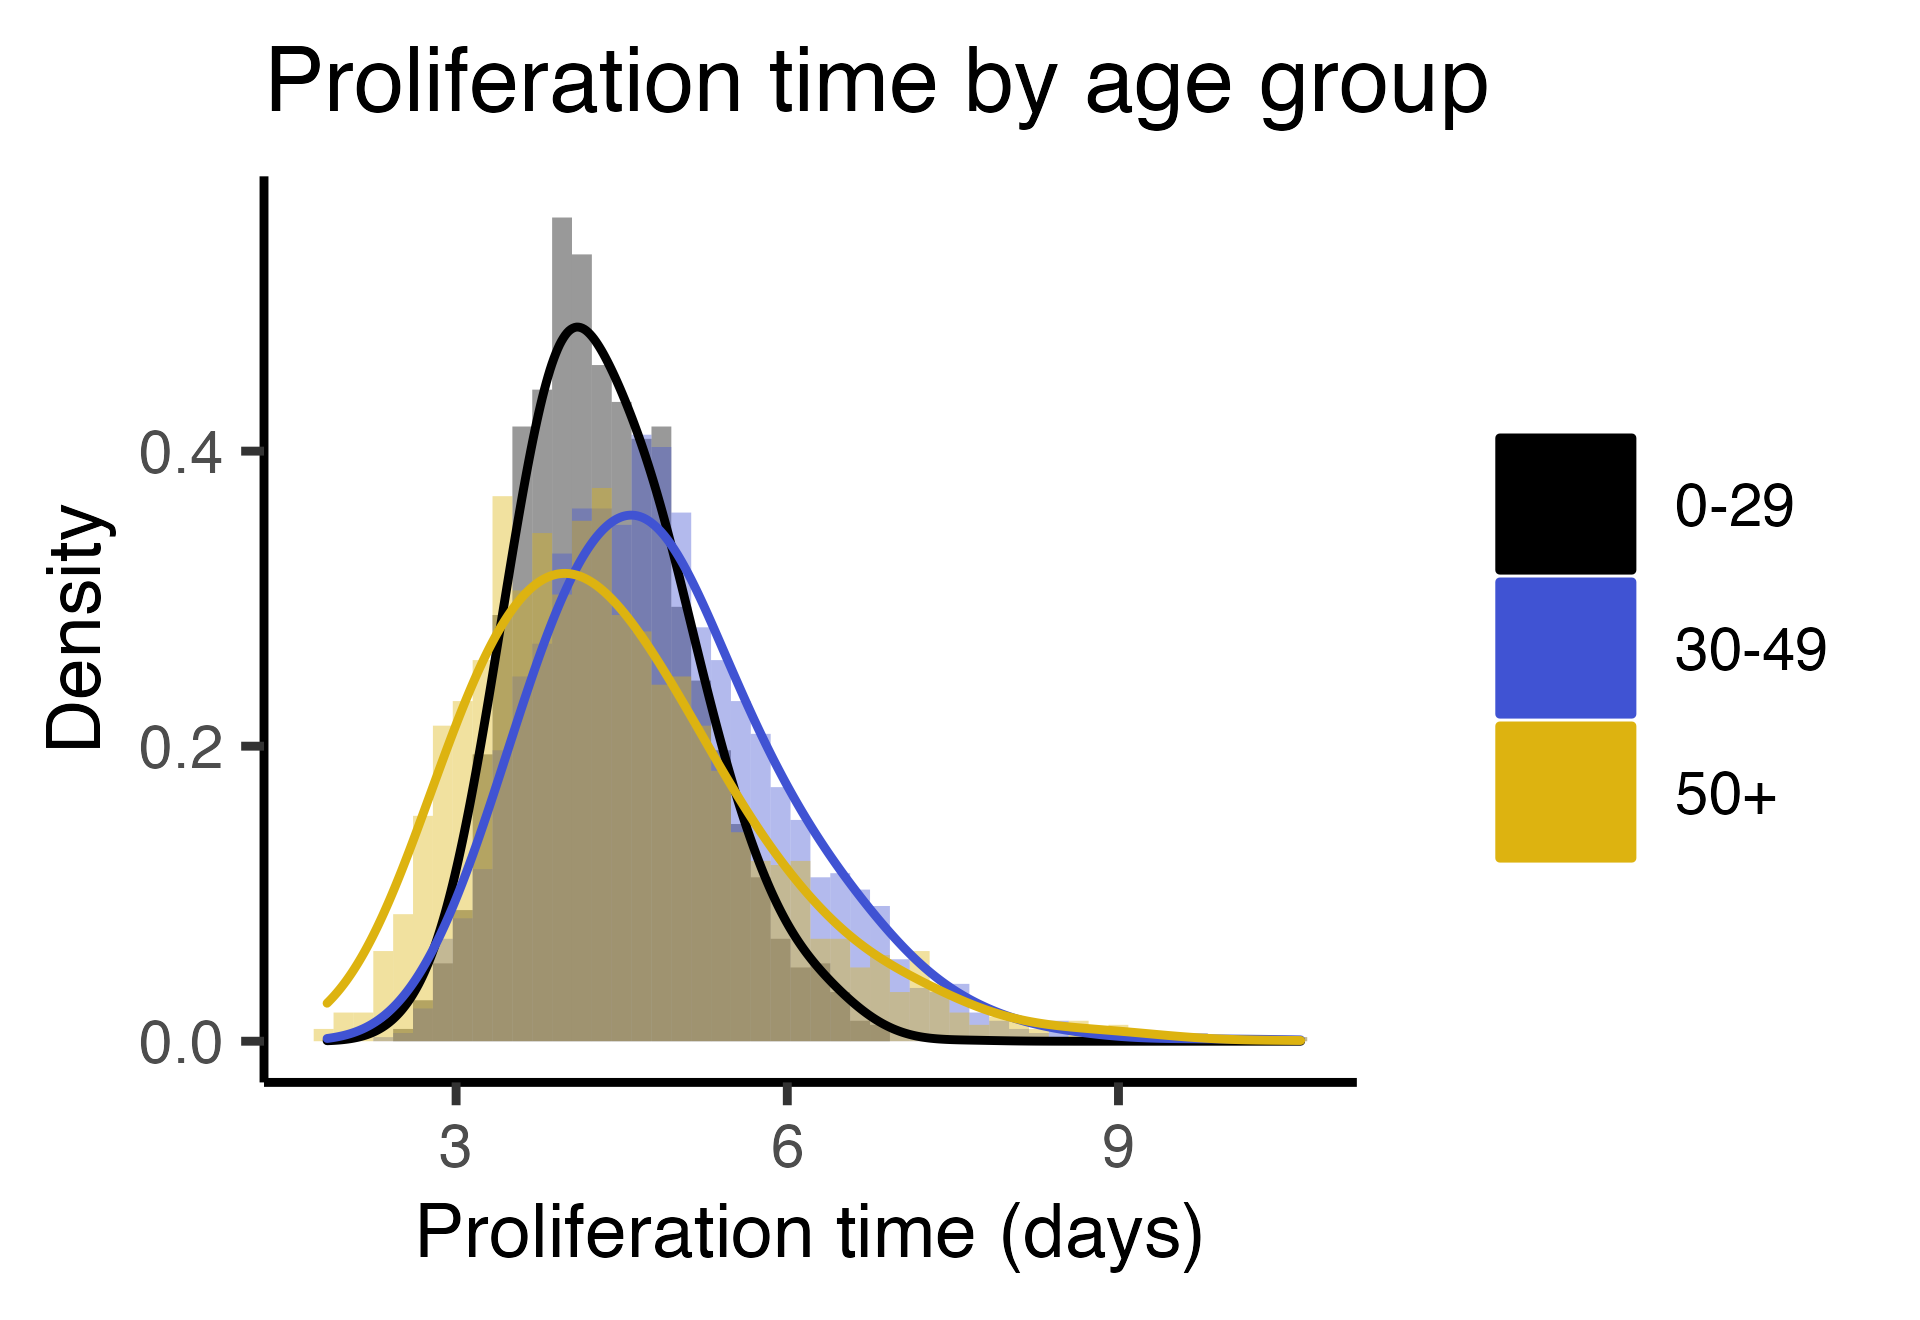 Proliferation time by age group
Density
0.4
0.2
0.0
3 6 9
Proliferation time (days)
0-29
30-49
50+